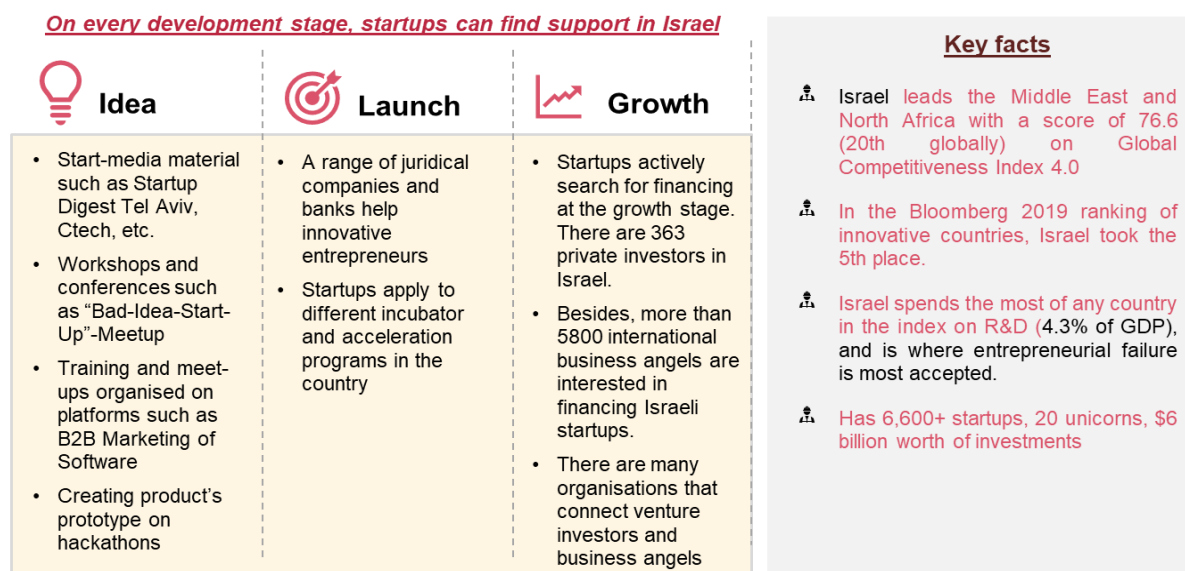 On every development stage, startups can find support in Israel
Idea
• Start-media material
such as Startup
Digest Tel Aviv,
Ctech, etc.
• Workshops and
conferences such
as “Bad-Idea-Start-
Up”-Meetup
• Training and meet-
ups organised on
platforms such as
B2B Marketing of
Software
• Creating product’s
prototype on
hackathons
Launch
• A range of juridical
companies and
banks help
innovative
entrepreneurs
• Startups apply to
different incubator
and acceleration
programs in the
country
Growth
• Startups actively
search for financing
at the growth stage.
There are 363
private investors in
Israel.
• Besides, more than
5800 international
business angels are
interested in
financing Israeli
startups.
• There are many
organisations that
connect venture
investors and
business angels
Key facts
Israel leads the Middle East and
North Africa with a score of 76.6
(20th globally) on Global
Competitiveness Index 4.0
In the Bloomberg 2019 ranking of
innovative countries, Israel took the
5th place.
Israel spends the most of any country
in the index on R&D (4.3% of GDP),
and is where entrepreneurial failure
is most accepted.
Has 6,600+ startups, 20 unicorns, $6
billion worth of investments